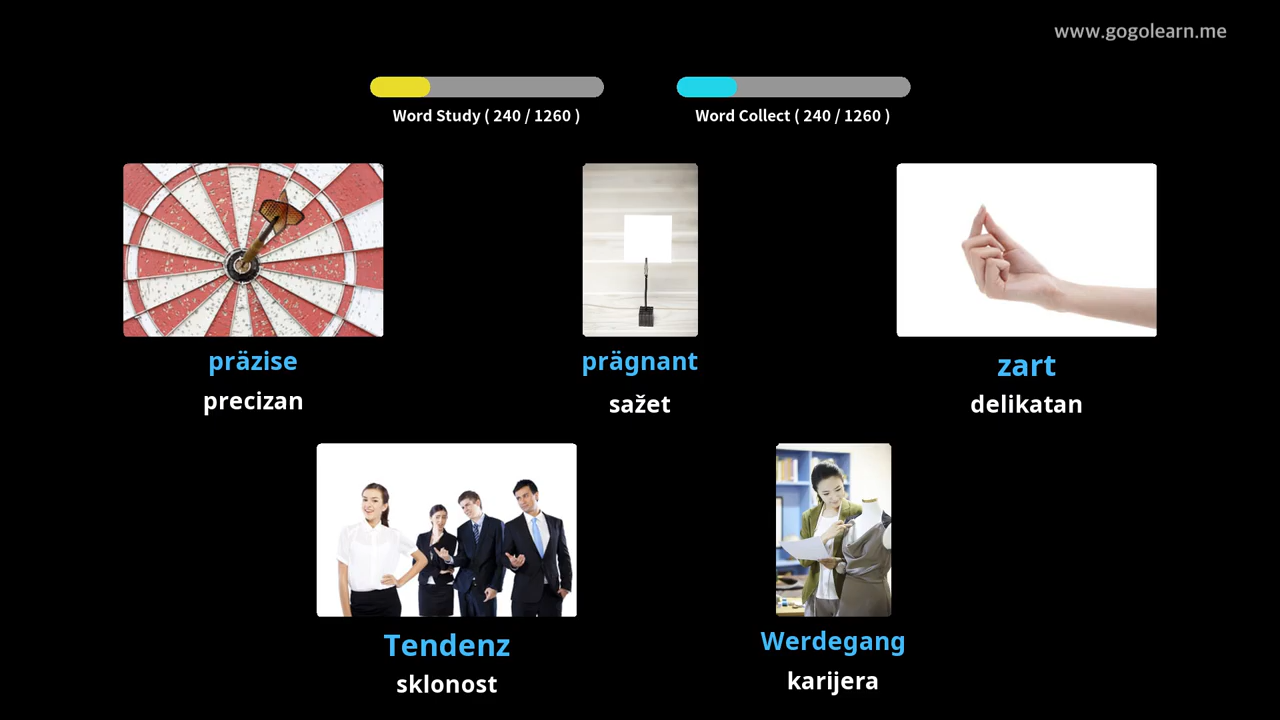 www.gogolearn.me
Word Study ( 240 / 1260 )
Word Collect ( 240 / 1260 )
präzise
prägnant
zart
precizan
sažet
delikatan
Tendenz
Werdegang
sklonost
karijera